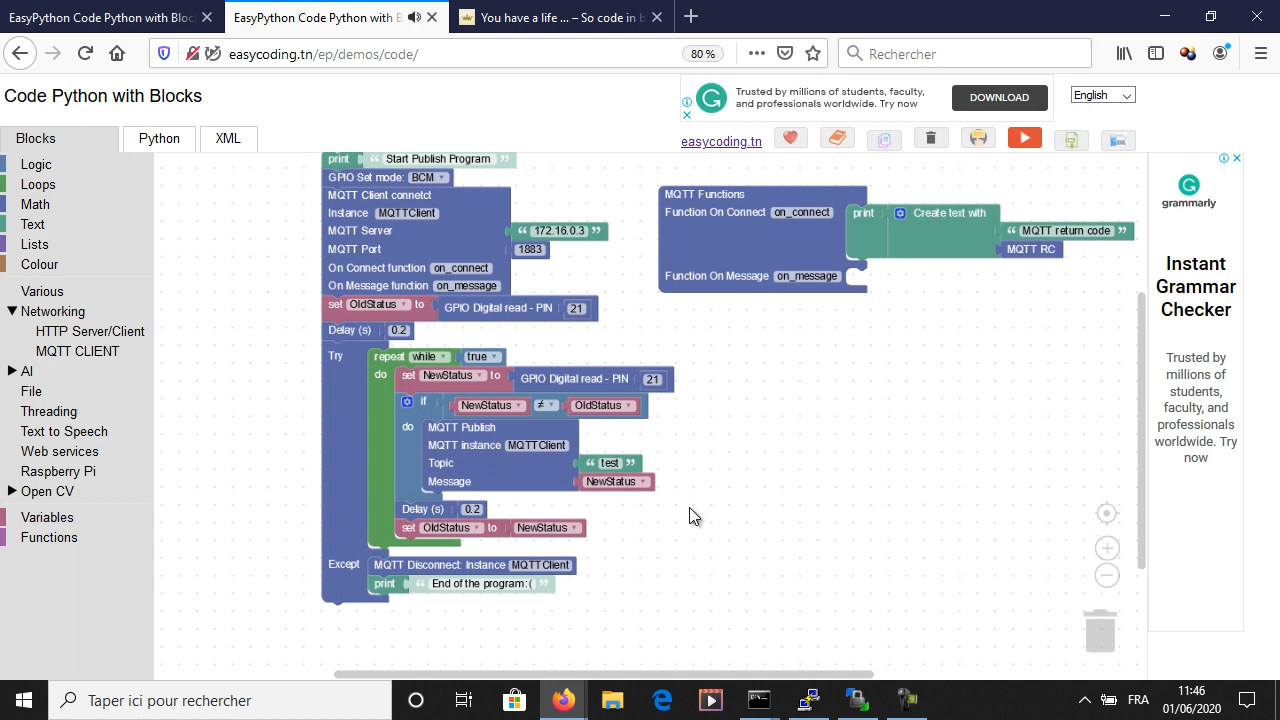 EasyPython Code Python with Blocks
EasyPython Code Python with B
You have a life ... – So code in b
easycoding.tn/ep/demos/code/
80 %
Rechercher
Code Python with Blocks
Trusted by millions of students, faculty,
and professionals worldwide. Try now
DOWNLOAD
English
Blocks
Python
XML
easycoding.tn
Logic
Loops
Math
Text
Lists
Colour
Various
Networking
HTTP Server/Client
MQTT CLIENT
AI
File
Threading
Text to Speech
Web services
Raspberry Pi
Open CV
Variables
Functions
print “ Start Publish Program ”
GPIO Set mode: BCM
MQTT Client connetct
Instance MQTTClient
MQTT Server “ 172.16.0.3 ”
MQTT Port 1883
On Connect function on_connect
On Message function on_message
set OldStatus to GPIO Digital read - PIN 21
Delay (s) 0.2
Try repeat while true
do set NewStatus to GPIO Digital read - PIN 21
if NewStatus ≠ OldStatus
do MQTT Publish
MQTT instance MQTTClient
Topic “ test ”
Message NewStatus
Delay (s) 0.2
set OldStatus to NewStatus
Except MQTT Disconnect: Instance MQTTClient
print “ End of the program:( ”
MQTT Functions
Function On Connect on_connect print Create text with
“ MQTT return code ”
MQTT RC
Function On Message on_message
grammarly
Instant
Grammar
Checker
Trusted by
millions of
students,
faculty, and
professionals
worldwide. Try
now
Taper ici pour rechercher
FRA
11:46
01/06/2020